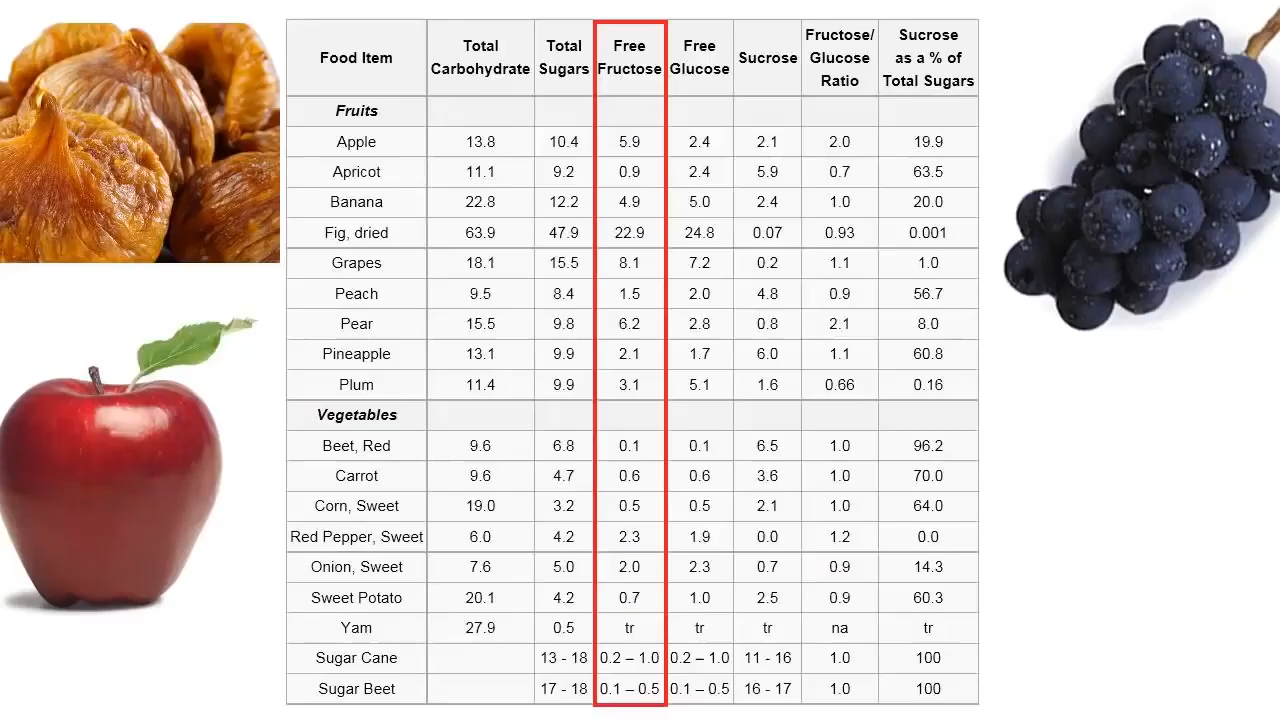 Food Item Total Carbohydrate Total Sugars Free Fructose Free Glucose Sucrose Fructose/ Glucose Ratio Sucrose as a % of Total Sugars
Fruits
Apple 13.8 10.4 5.9 2.4 2.1 2.0 19.9
Apricot 11.1 9.2 0.9 2.4 5.9 0.7 63.5
Banana 22.8 12.2 4.9 5.0 2.4 1.0 20.0
Fig, dried 63.9 47.9 22.9 24.8 0.07 0.93 0.001
Grapes 18.1 15.5 8.1 7.2 0.2 1.1 1.0
Peach 9.5 8.4 1.5 2.0 4.8 0.9 56.7
Pear 15.5 9.8 6.2 2.8 0.8 2.1 8.0
Pineapple 13.1 9.9 2.1 1.7 6.0 1.1 60.8
Plum 11.4 9.9 3.1 5.1 1.6 0.66 0.16
Vegetables
Beet, Red 9.6 6.8 0.1 0.1 6.5 1.0 96.2
Carrot 9.6 4.7 0.6 0.6 3.6 1.0 70.0
Corn, Sweet 19.0 3.2 0.5 0.5 2.1 1.0 64.0
Red Pepper, Sweet 6.0 4.2 2.3 1.9 0.0 1.2 0.0
Onion, Sweet 7.6 5.0 2.0 2.3 0.7 0.9 14.3
Sweet Potato 20.1 4.2 0.7 1.0 2.5 0.9 60.3
Yam 27.9 0.5 tr tr tr na tr
Sugar Cane 13 - 18 0.2 – 1.0 0.2 – 1.0 11 - 16 1.0 100
Sugar Beet 17 - 18 0.1 – 0.5 0.1 – 0.5 16 - 17 1.0 100